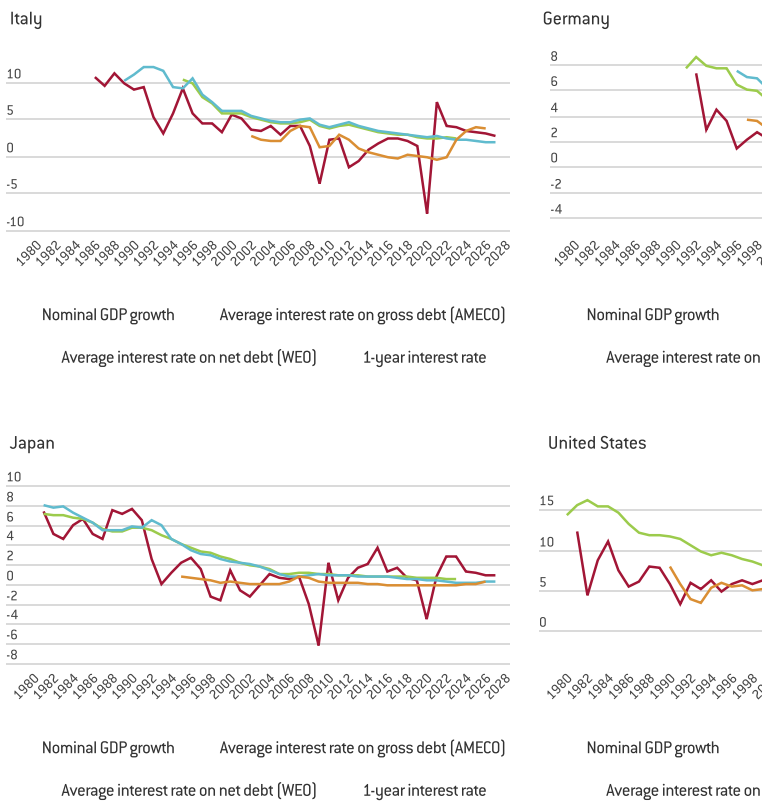 Italy
10
5
0
-5
-10
1980 1982 1984 1986 1988 1990 1992 1994 1996 1998 2000 2002 2004 2006 2008 2010 2012 2014 2016 2018 2020 2022 2024 2026 2028
Nominal GDP growth Average interest rate on gross debt (AMECO)
Average interest rate on net debt (WEO) 1-year interest rate
Germany
8
6
4
2
0
-2
-4
1980 1982 1984 1986 1988 1990 1992 1994 1996 1998
Nominal GDP growth
Average interest rate on
Japan
10
8
6
4
2
0
-2
-4
-6
-8
1980 1982 1984 1986 1988 1990 1992 1994 1996 1998 2000 2002 2004 2006 2008 2010 2012 2014 2016 2018 2020 2022 2024 2026 2028
Nominal GDP growth Average interest rate on gross debt (AMECO)
Average interest rate on net debt (WEO) 1-year interest rate
United States
15
10
5
0
1980 1982 1984 1986 1988 1990 1992 1994 1996 1998
Nominal GDP growth
Average interest rate on